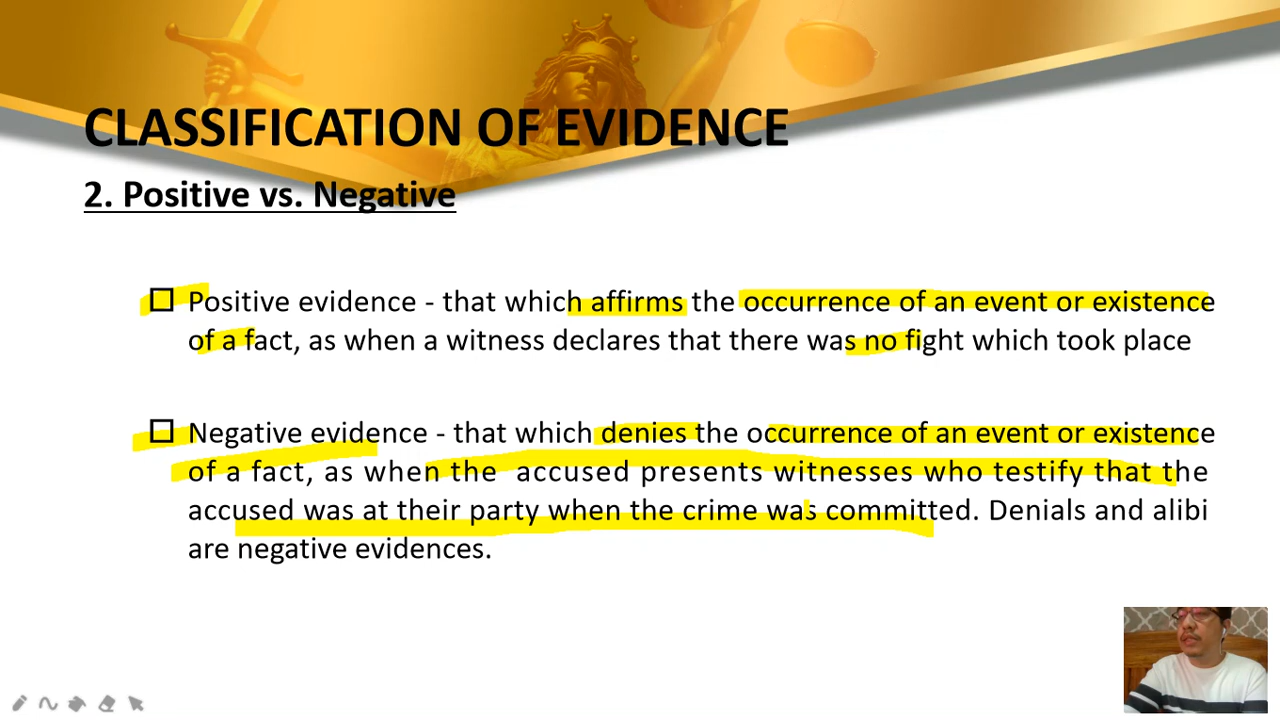 CLASSIFICATION OF EVIDENCE
2. Positive vs. Negative
Positive evidence - that which affirms the occurrence of an event or existence
of a fact, as when a witness declares that there was no fight which took place
Negative evidence - that which denies the occurrence of an event or existence
of a fact, as when the accused presents witnesses who testify that the
accused was at their party when the crime was committed. Denials and alibi
are negative evidences.